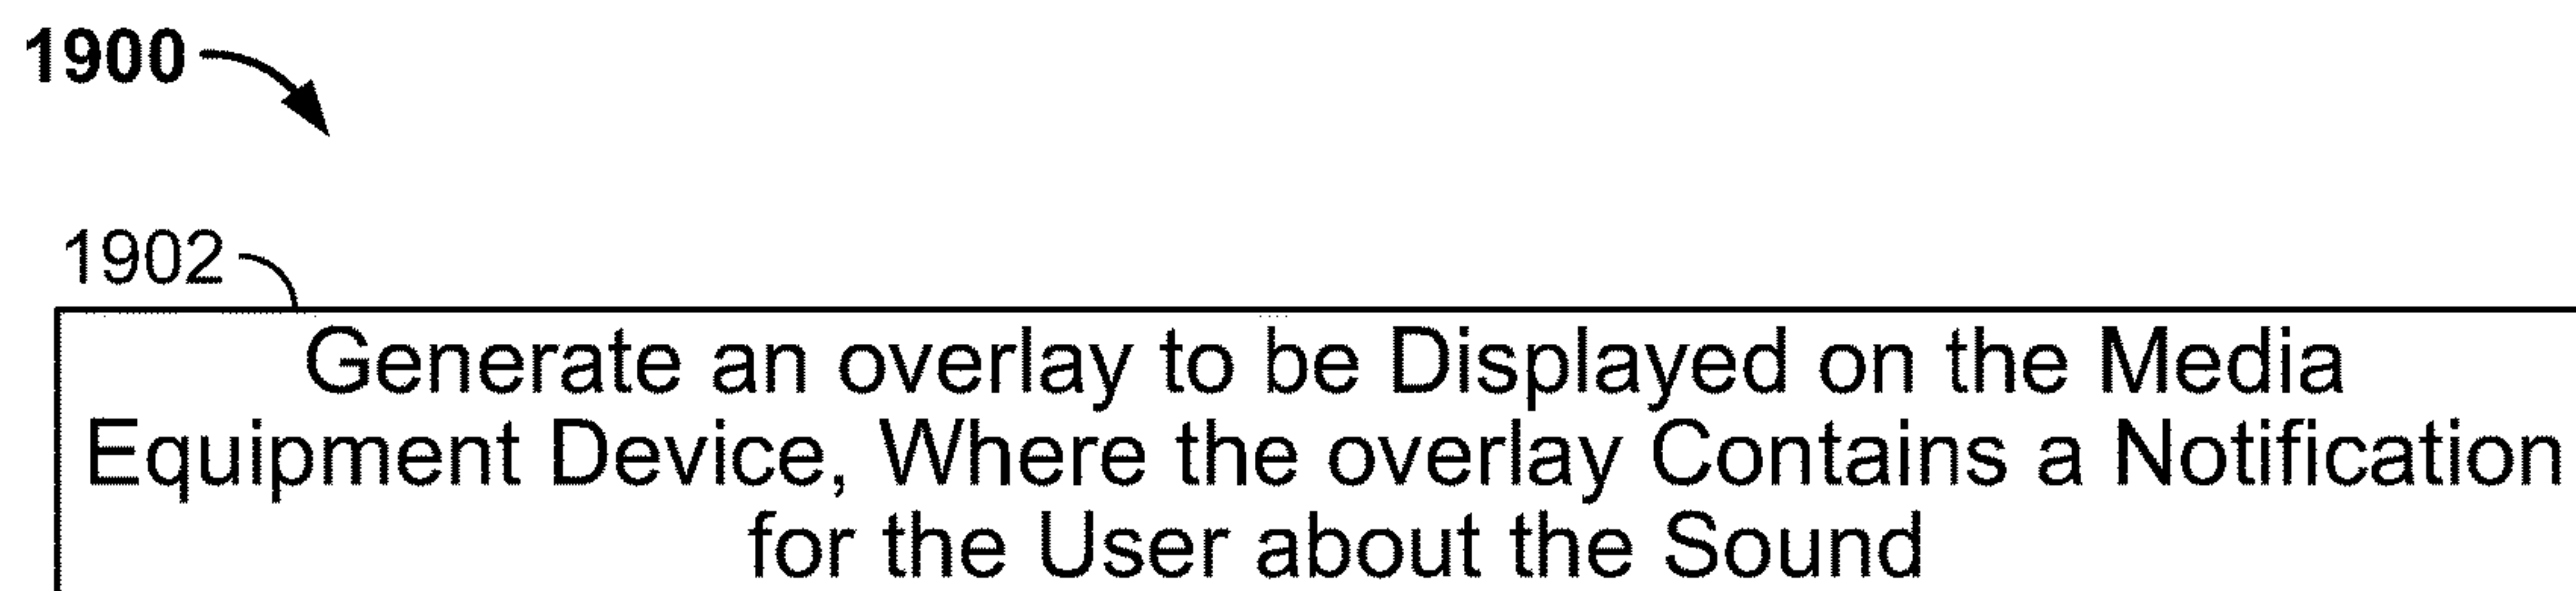 1900
1902
Generate an overlay to be Displayed on the Media
Equipment Device, Where the overlay Contains a Notification
for the User about the Sound